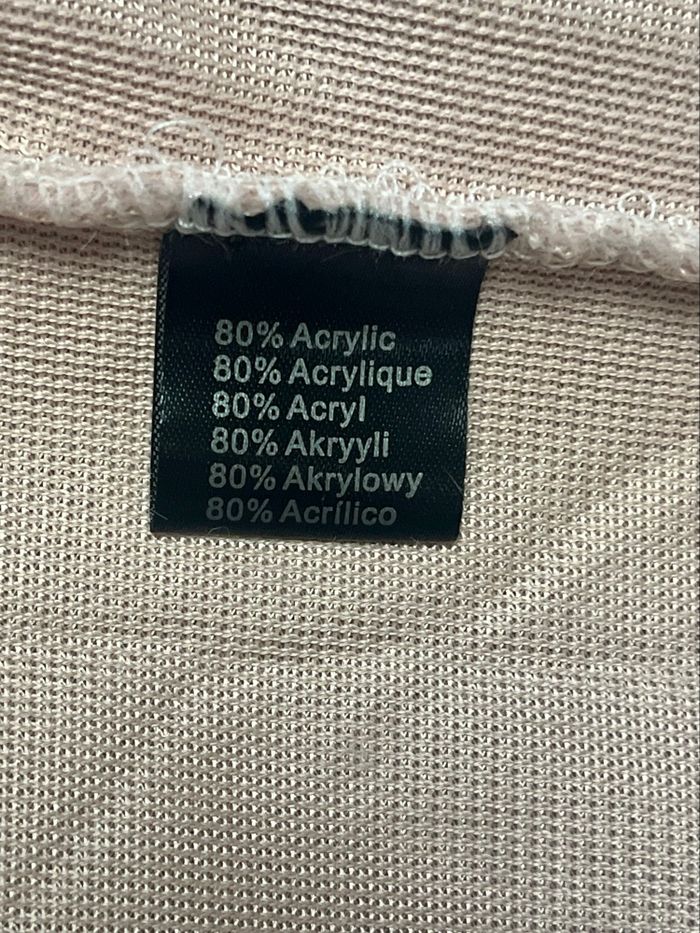 80% Acrylic
80% Acrylique
80% Acryl
80% Akryyli
80% Akrylowy
80% Acrílico